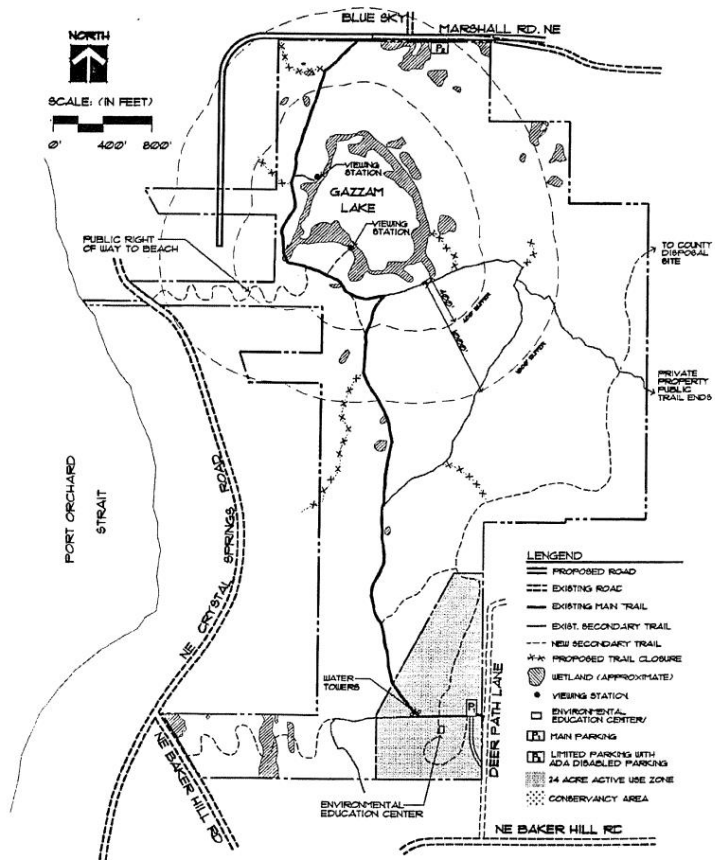 BLUE SKY
MARSHALL RD. NE
NORTH
SCALE: (IN FEET)
0' 400' 800'
VIEWING
STATION
GAZZAM
LAKE
VIEWING
STATION
PUBLIC RIGHT
OF WAY TO BEACH
TO COUNTY
DISPOSAL
SITE
400'
1000'
PRIVATE
PROPERTY
PUBLIC
TRAIL ENDS
PORT ORCHARD
STRAIT
NE CRYSTAL SPRINGS ROAD
LENGEND
PROPOSED ROAD
EXISTING ROAD
EXISTING MAIN TRAIL
EXIST. SECONDARY TRAIL
NEW SECONDARY TRAIL
PROPOSED TRAIL CLOSURE
WETLAND (APPROXIMATE)
VIEWING STATION
ENVIRONMENTAL
EDUCATION CENTER/
P MAIN PARKING
LIMITED PARKING WITH
ADA DISABLED PARKING
24 ACRE ACTIVE USE ZONE
CONSERVANCY AREA
WATER
TOWERS
P
DEER PATH LANE
NE BAKER HILL RD
ENVIRONMENTAL
EDUCATION CENTER
NE BAKER HILL RD